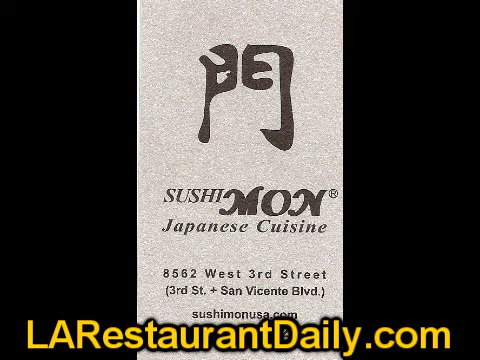 門
SUSHI MON®
Japanese Cuisine
8562 West 3rd Street
(3rd St. + San Vicente Blvd.)
sushimonusa.com
LARestaurantDaily.com